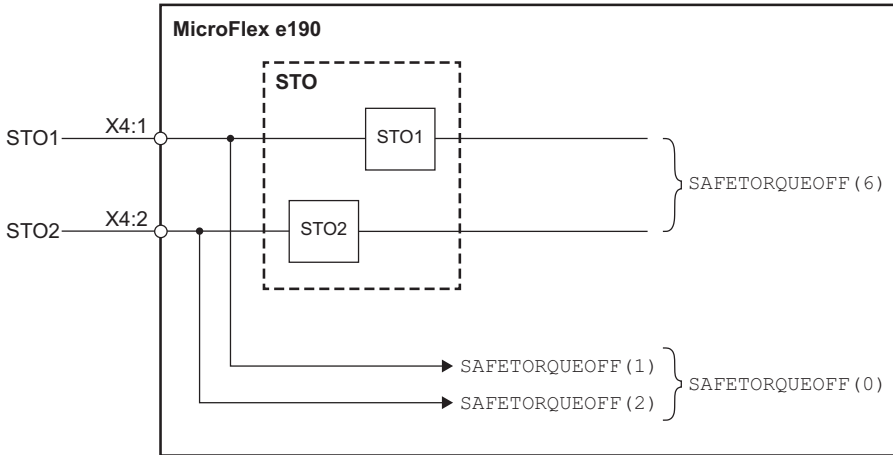 MicroFlex e190
STO
STO1
X4:1
STO1
SAFETORQUEOFF(6)
STO2
X4:2
STO2
SAFETORQUEOFF(1)
SAFETORQUEOFF(0)
SAFETORQUEOFF(2)